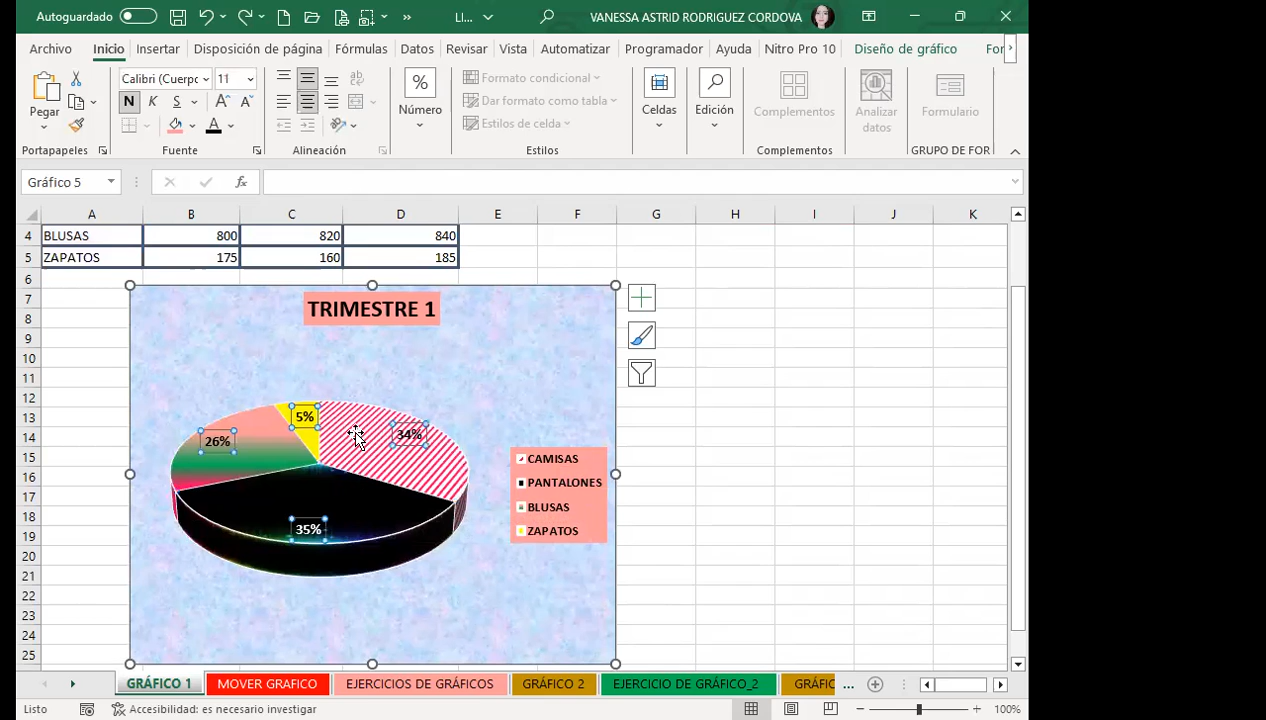 Autoguardado
LI...
VANESSA ASTRID RODRIGUEZ CORDOVA
Archivo Inicio Insertar Disposición de página Fórmulas Datos Revisar Vista Automatizar Programador Ayuda Nitro Pro 10 Diseño de gráfico For
Pegar
Portapapeles
Calibri (Cuerpc 11
N K S A A
A
Fuente
ab
Alineación
%
Número
Formato condicional
Dar formato como tabla
Estilos de celda
Estilos
Celdas
Edición
Complementos
Complementos
Analizar
datos
Formulario
GRUPO DE FOR
Gráfico 5
fx
A B C D E F G H I J K
4 BLUSAS 800 820 840
5 ZAPATOS 175 160 185
6
7
8
9
10
11
12
13
14
15
16
17
18
19
20
21
22
23
24
25
TRIMESTRE 1
5%
34%
26%
35%
CAMISAS
PANTALONES
BLUSAS
ZAPATOS
GRÁFICO 1 MOVER GRAFICO EJERCICIOS DE GRÁFICOS GRÁFICO 2 EJERCICIO DE GRÁFICO_2 GRÁFIC ...
Listo Accesibilidad: es necesario investigar 100%